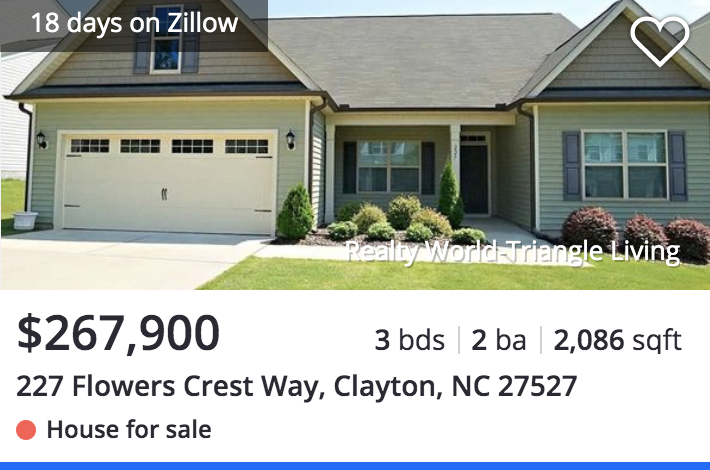 18 days on Zillow
Realty World-Triangle Living
$267,900
3 bds | 2 ba | 2,086 sqft
227 Flowers Crest Way, Clayton, NC 27527
House for sale